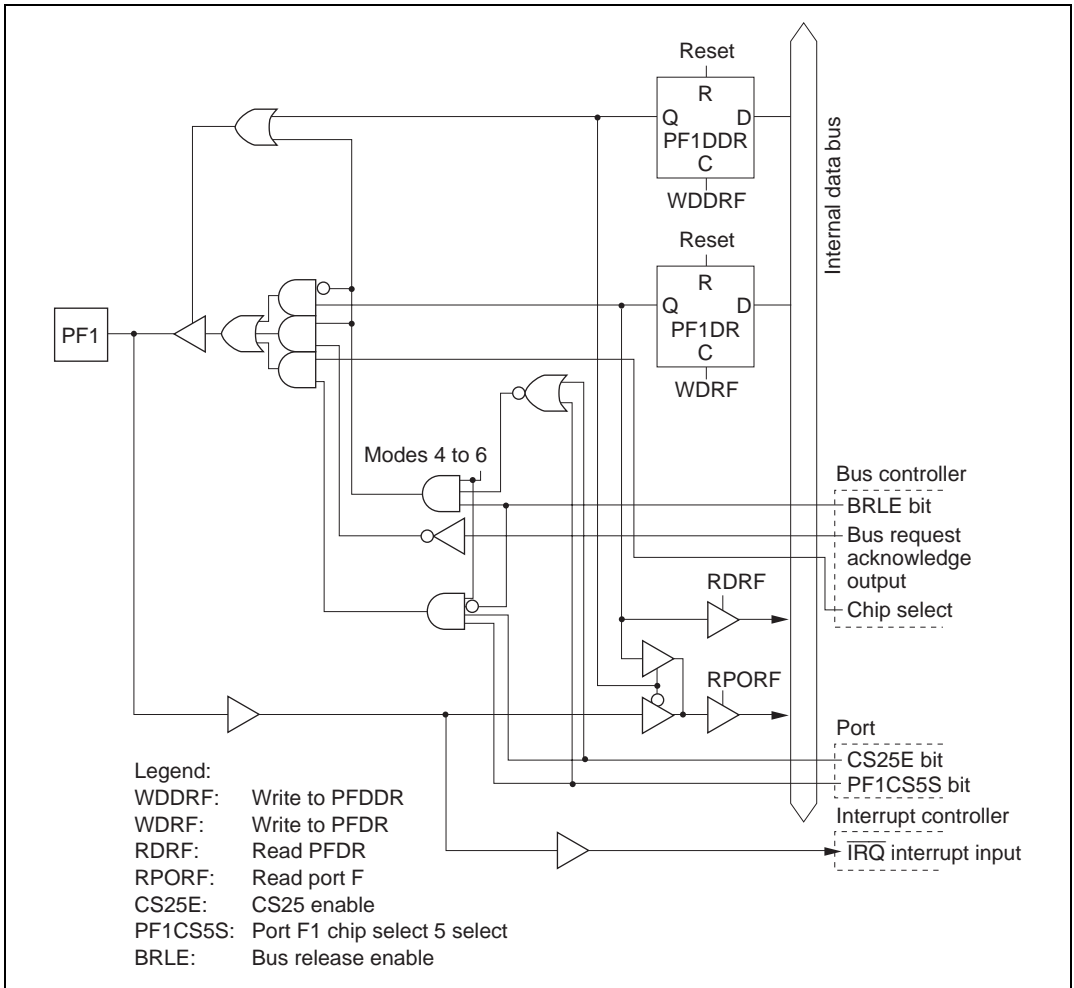 Reset
R
Q D
PF1DDR
C
WDDRF
Internal data bus
Reset
R
Q D
PF1DR
C
WDRF
PF1
Modes 4 to 6
Bus controller
BRLE bit
Bus request
acknowledge
output
Chip select
RDRF
RPORF
Port
CS25E bit
PF1CS5S bit
Interrupt controller
I̅R̅Q̅ interrupt input
Legend:
WDDRF: Write to PFDDR
WDRF: Write to PFDR
RDRF: Read PFDR
RPORF: Read port F
CS25E: CS25 enable
PF1CS5S: Port F1 chip select 5 select
BRLE: Bus release enable